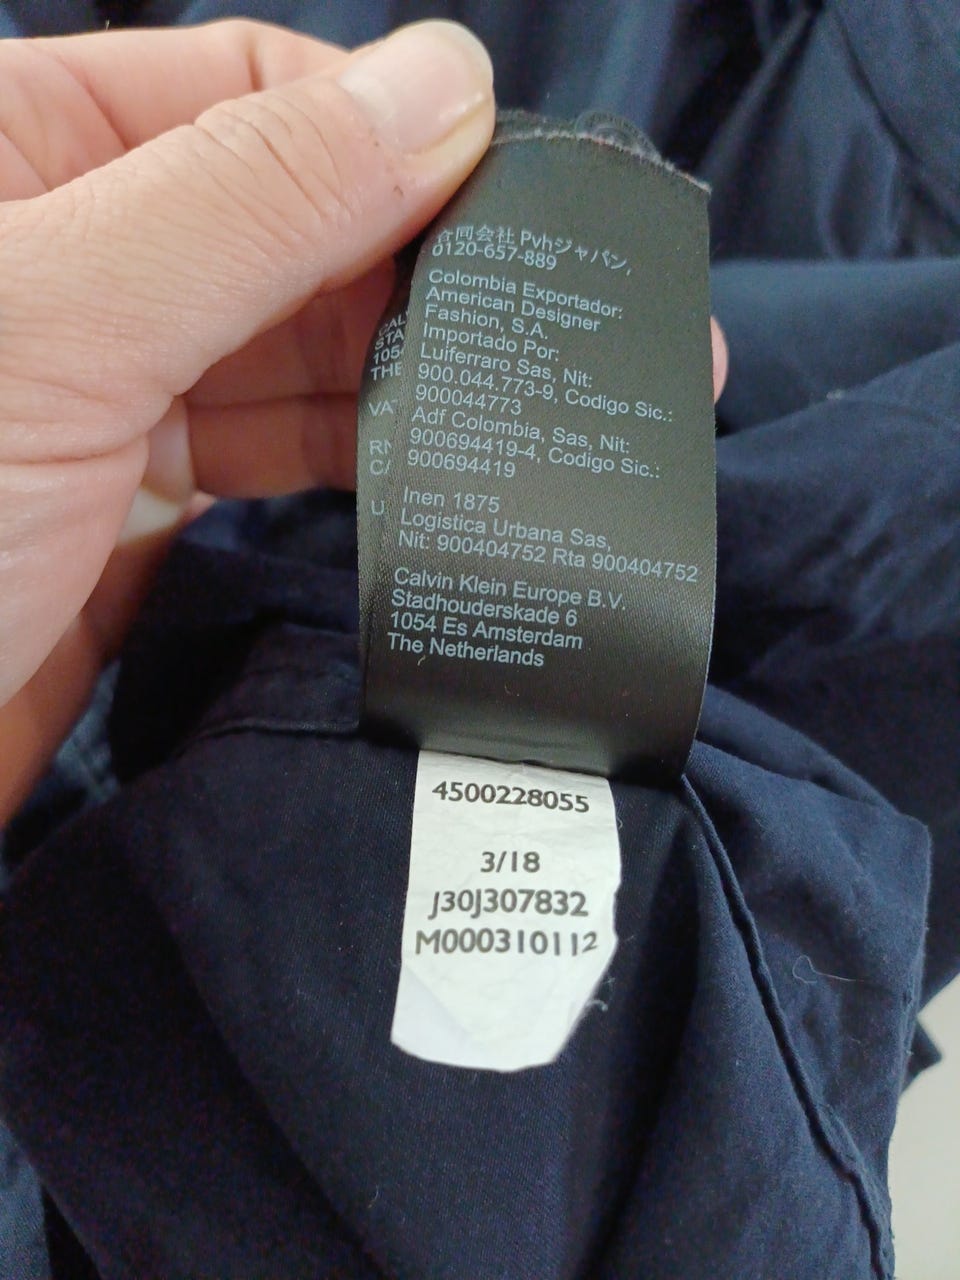 合同会社 Pvhジャパン,
0120-657-889
Colombia Exportador:
American Designer
Fashion, S.A.
Importado Por:
Luiferraro Sas, Nit:
900.044.773-9, Codigo Sic.:
900044773
Adf Colombia, Sas, Nit:
900694419-4, Codigo Sic.:
900694419
Inen 1875
Logistica Urbana Sas,
Nit: 900404752 Rta 900404752
Calvin Klein Europe B.V.
Stadhouderskade 6
1054 Es Amsterdam
The Netherlands
4500228055
3/18
J30J307832
M000310112